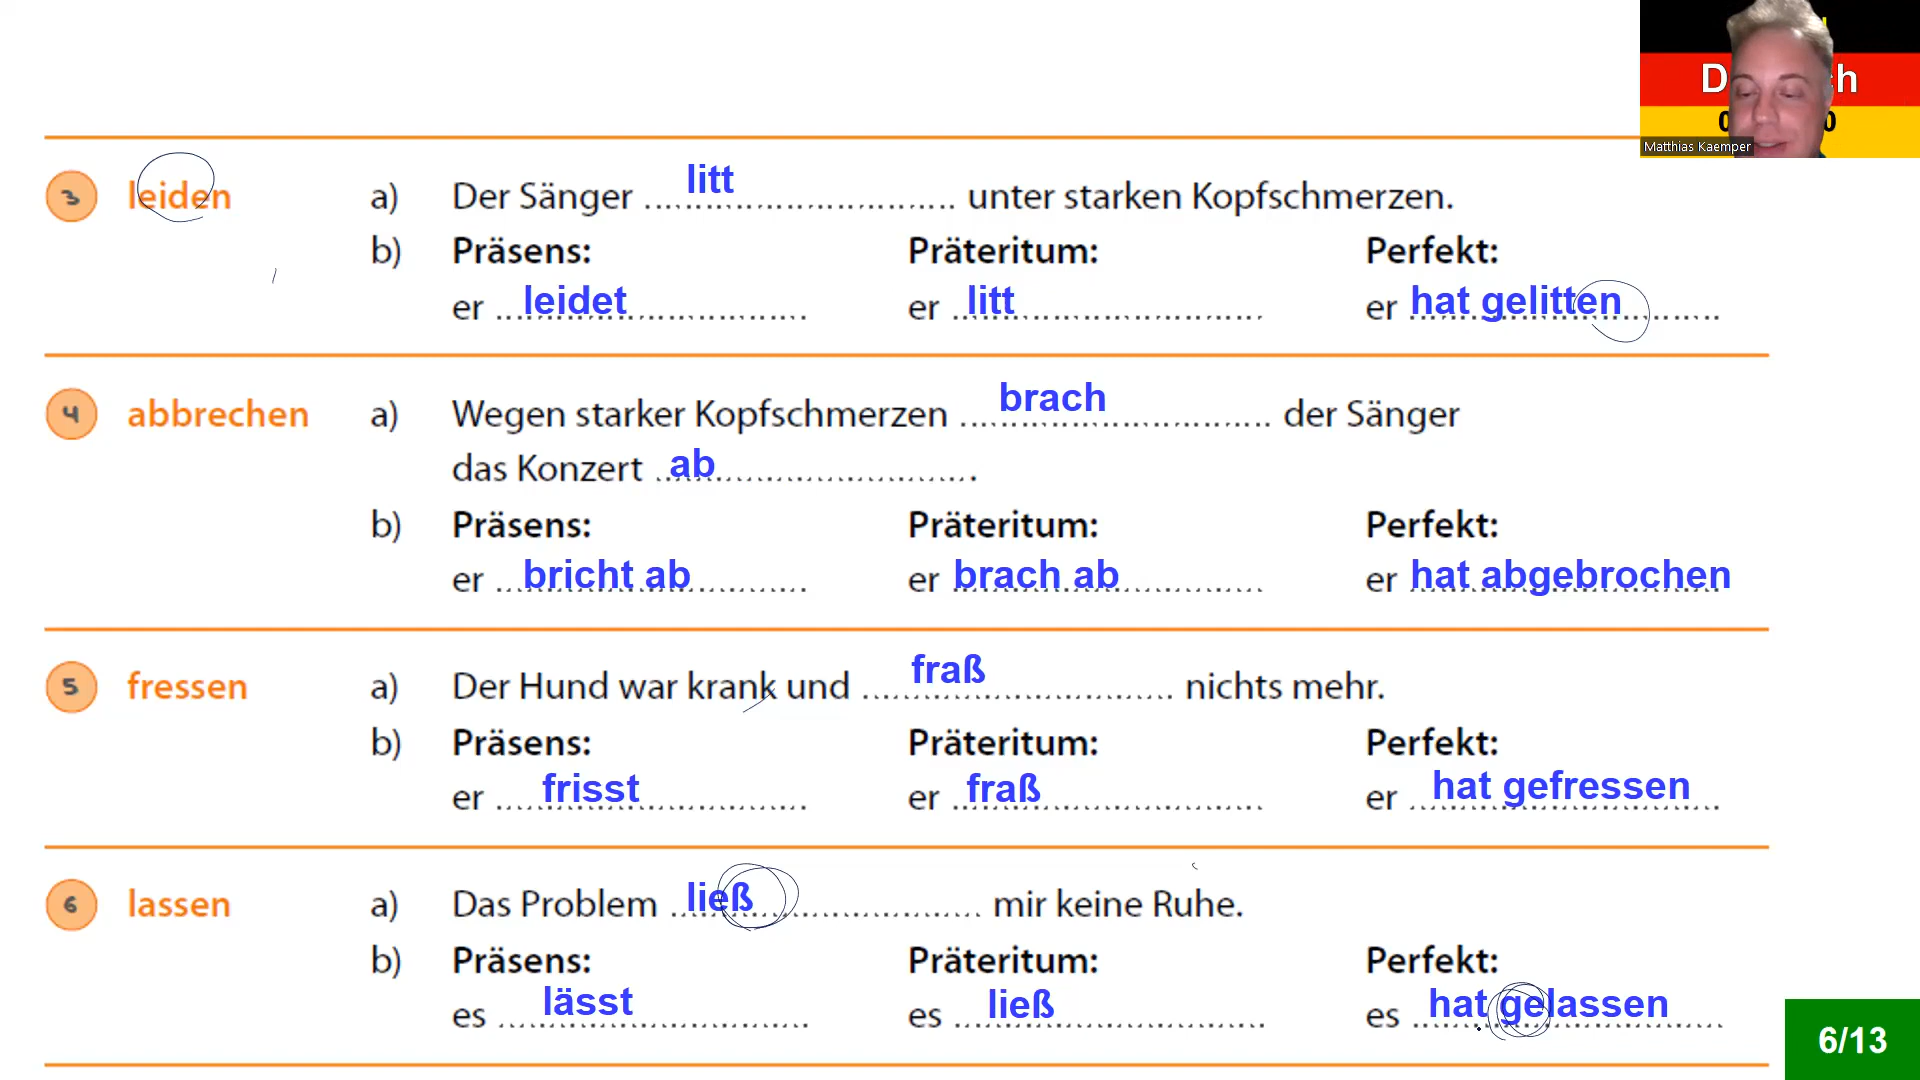 Matthias Kaemper
3 leiden a) Der Sänger litt unter starken Kopfschmerzen.
b) Präsens: Präteritum: Perfekt:
er leidet er litt er hat gelitten
4 abbrechen a) Wegen starker Kopfschmerzen brach der Sänger
das Konzert ab.
b) Präsens: Präteritum: Perfekt:
er bricht ab er brach ab er hat abgebrochen
5 fressen a) Der Hund war krank und fraß nichts mehr.
b) Präsens: Präteritum: Perfekt:
er frisst er fraß er hat gefressen
6 lassen a) Das Problem ließ mir keine Ruhe.
b) Präsens: Präteritum: Perfekt:
es lässt es ließ es hat gelassen
6/13